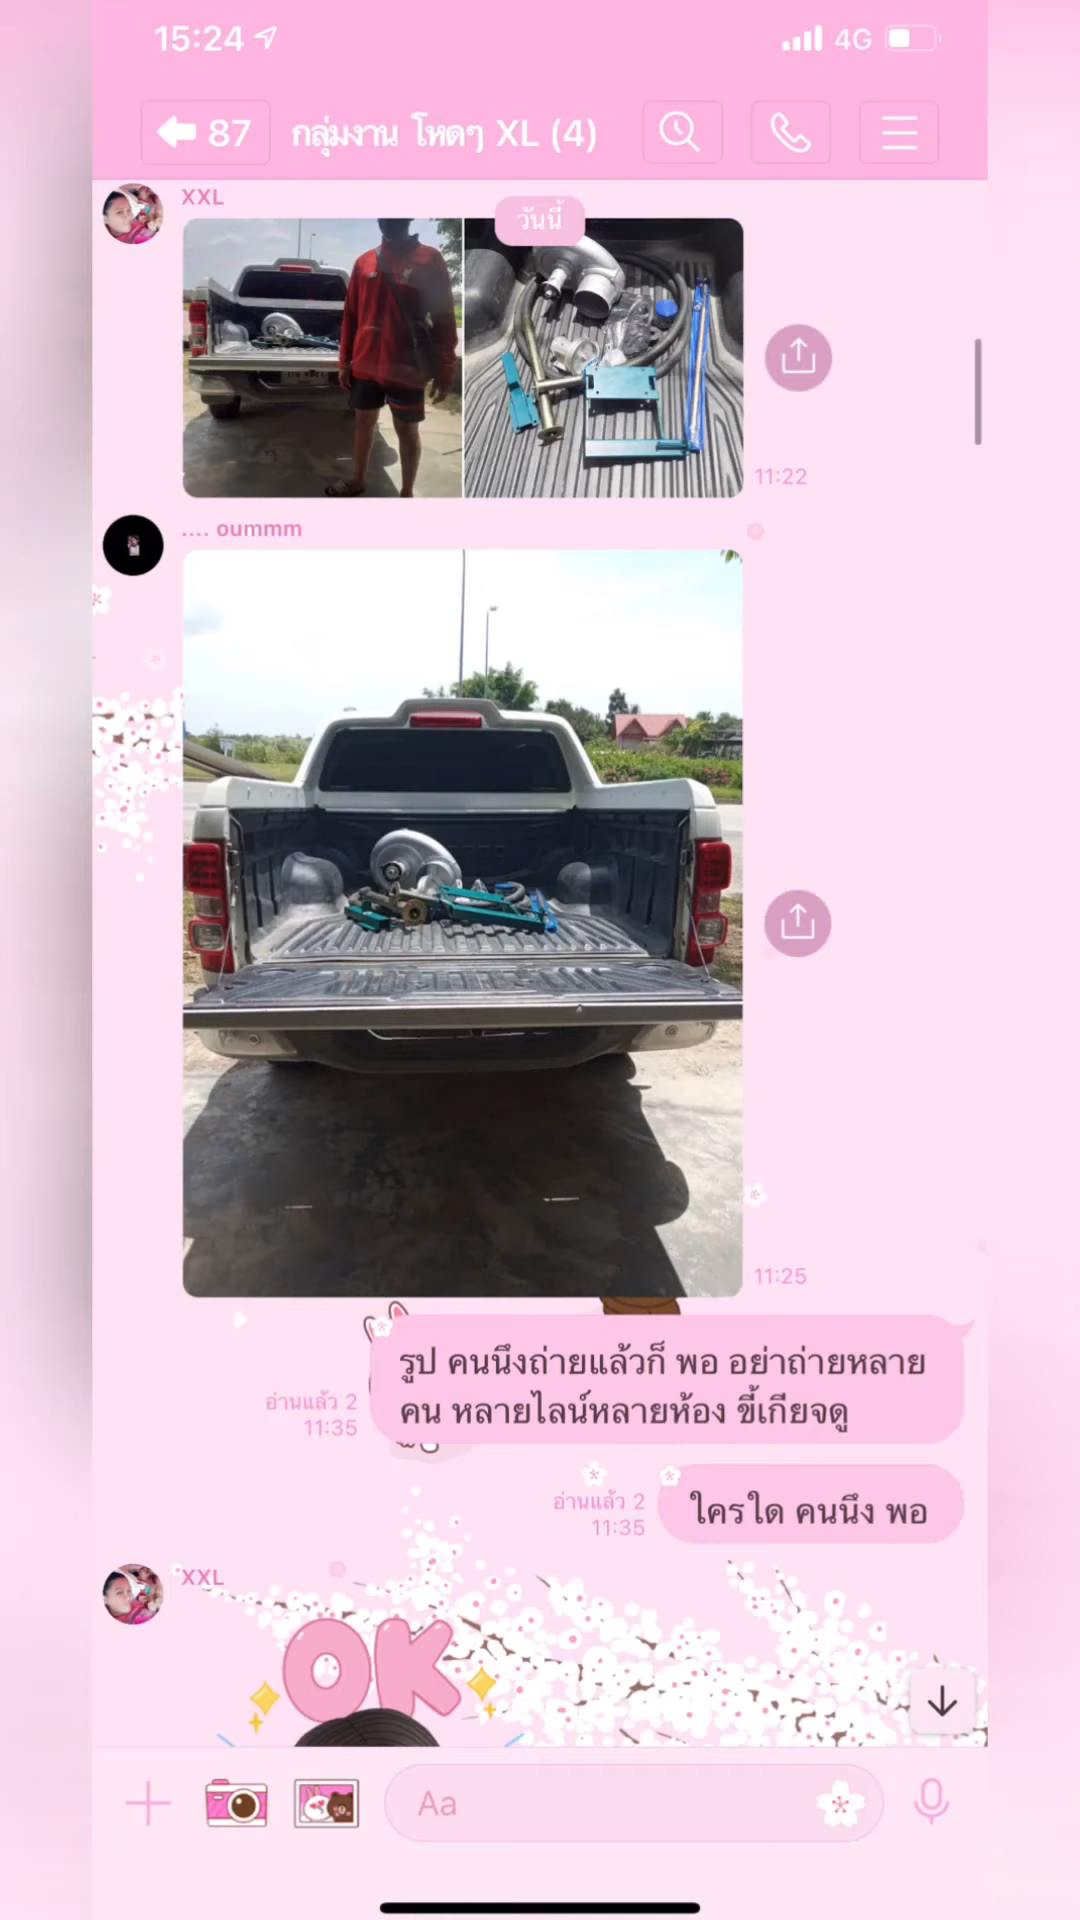 15:24
4G
87
กลุ่มงาน โหดๆ XL (4)
XXL
วันนี้
11:22
.... oummm
11:25
รูป คนนึงถ่ายแล้วก็ พอ อย่าถ่ายหลาย
คน หลายไลน์หลายห้อง ขี้เกียจดู
อ่านแล้ว 2
11:35
ใครใด คนนึง พอ
อ่านแล้ว 2
11:35
XXL
OK
Aa